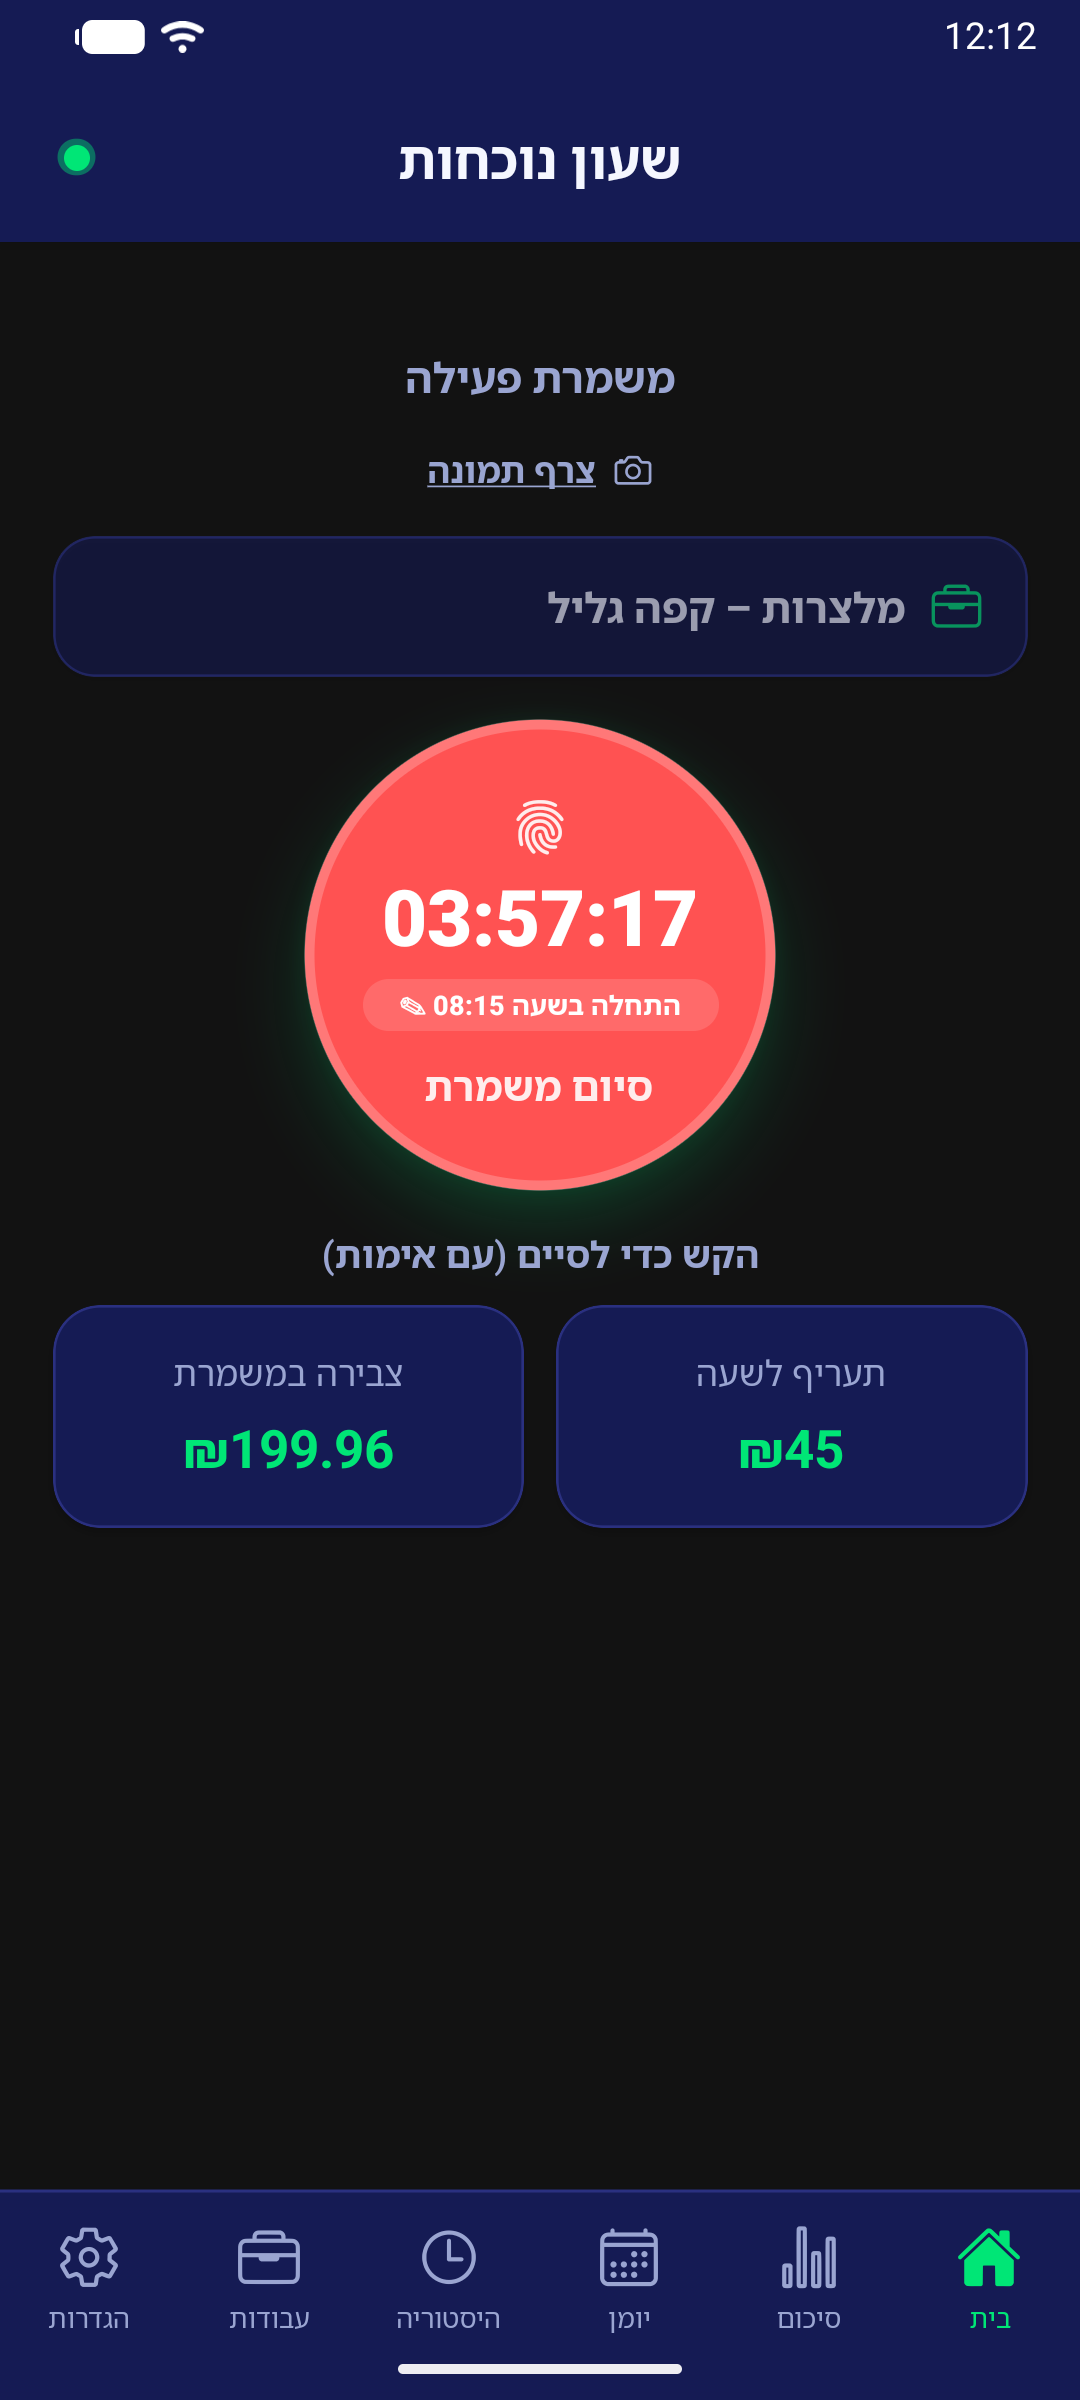 12:12
שעון נוכחות
משמרת פעילה
צרף תמונה
מלצרות – קפה גליל
03:57:17
התחלה בשעה 08:15 ✎
סיום משמרת
הקש כדי לסיים (עם אימות)
תעריף לשעה
₪45
צבירה במשמרת
₪199.96
בית
סיכום
יומן
היסטוריה
עבודות
הגדרות